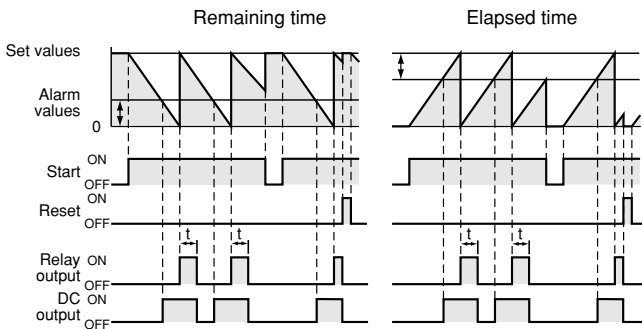 Remaining time
Elapsed time
Set values
Alarm
values
0
Start
ON
OFF
Reset
ON
OFF
t
t
t
t
Relay
output
ON
OFF
DC
output
ON
OFF